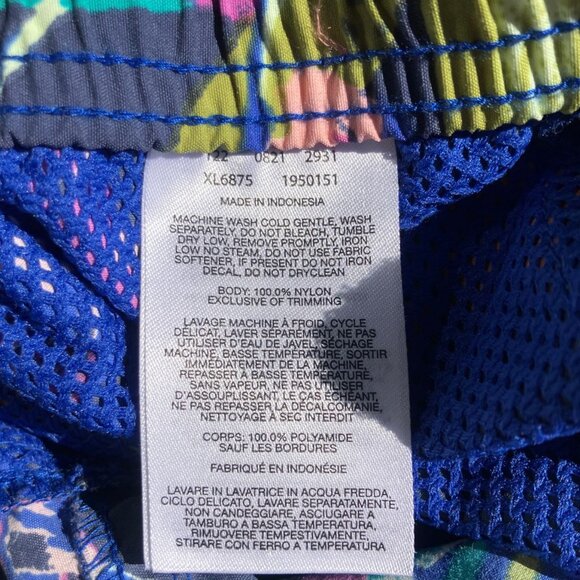 122 0821 2931
XL6875 1950151
MADE IN INDONESIA
MACHINE WASH COLD GENTLE, WASH
SEPARATELY, DO NOT BLEACH, TUMBLE
DRY LOW, REMOVE PROMPTLY, IRON
LOW NO STEAM, DO NOT USE FABRIC
SOFTENER, IF PRESENT DO NOT IRON
DECAL, DO NOT DRYCLEAN
BODY: 100.0% NYLON
EXCLUSIVE OF TRIMMING
LAVAGE MACHINE À FROID, CYCLE
DÉLICAT, LAVER SÉPARÉMENT, NE PAS
UTILISER D'EAU DE JAVEL, SÉCHAGE
MACHINE, BASSE TEMPÉRATURE, SORTIR
IMMÉDIATEMENT DE LA MACHINE,
REPASSER À BASSE TEMPÉRATURE,
SANS VAPEUR, NE PAS UTILISER
D'ASSOUPLISSANT, LE CAS ÉCHÉANT,
NE PAS REPASSER LA DÉCALCOMANIE,
NETTOYAGE À SEC INTERDIT
CORPS: 100.0% POLYAMIDE
SAUF LES BORDURES
FABRIQUÉ EN INDONÉSIE
LAVARE IN LAVATRICE IN ACQUA FREDDA,
CICLO DELICATO, LAVARE SEPARATAMENTE,
NON CANDEGGIARE, ASCIUGARE A
TAMBURO A BASSA TEMPERATURA,
RIMUOVERE TEMPESTIVAMENTE,
STIRARE CON FERRO A TEMPERATURA